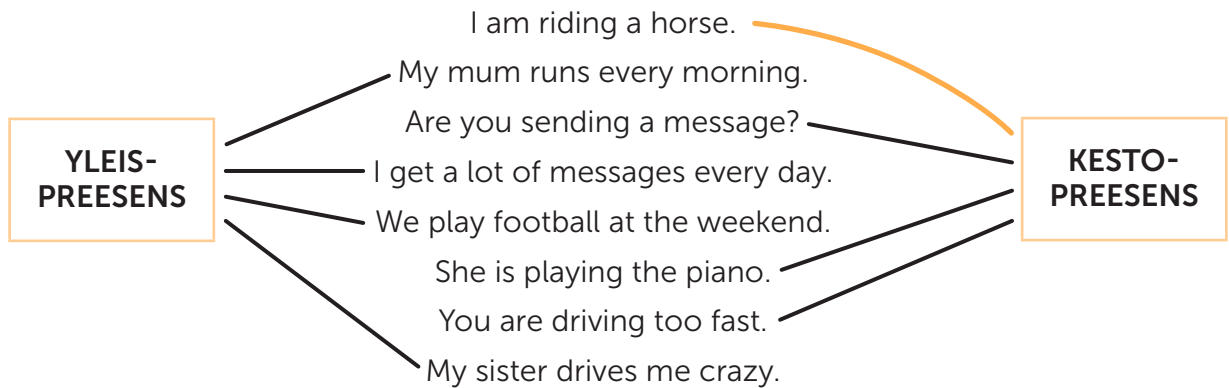 I am riding a horse.
My mum runs every morning.
Are you sending a message?
YLEIS-
PREESENS
I get a lot of messages every day.
We play football at the weekend.
She is playing the piano.
You are driving too fast.
My sister drives me crazy.
KESTO-
PREESENS